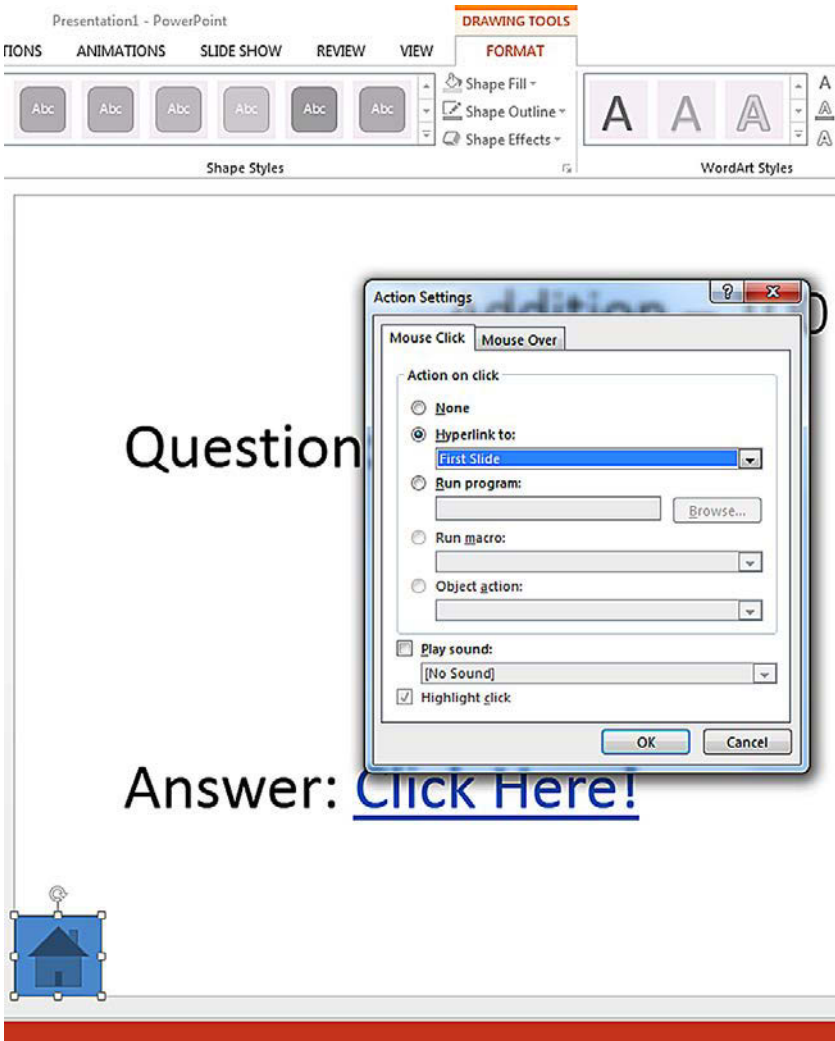 Presentation1 - PowerPoint
DRAWING TOOLS
TIONS ANIMATIONS SLIDE SHOW REVIEW VIEW FORMAT
Abc Abc Abc Abc Abc Abc
Shape Fill
Shape Outline
Shape Effects
A A A A
A
A
Shape Styles
WordArt Styles
addition – 100
Action Settings
?
Mouse Click Mouse Over
Action on click
None
Hyperlink to:
First Slide
Run program:
Browse...
Run macro:
Object action:
Play sound:
[No Sound]
Highlight click
OK Cancel
Question:
Answer: Click Here!